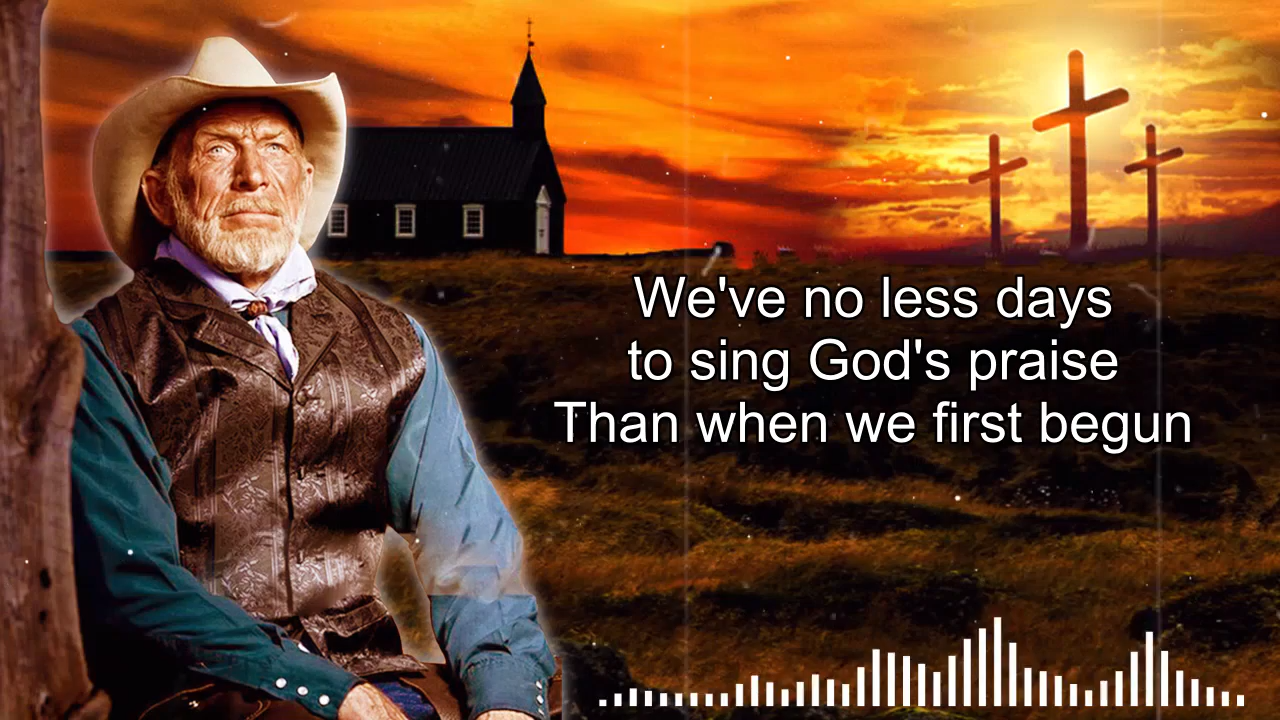 We've no less days
to sing God's praise
Than when we first begun